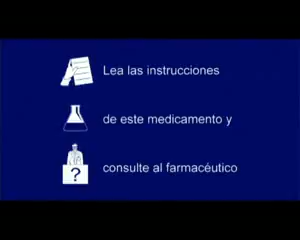 Lea las instrucciones
de este medicamento y
consulte al farmacéutico
?